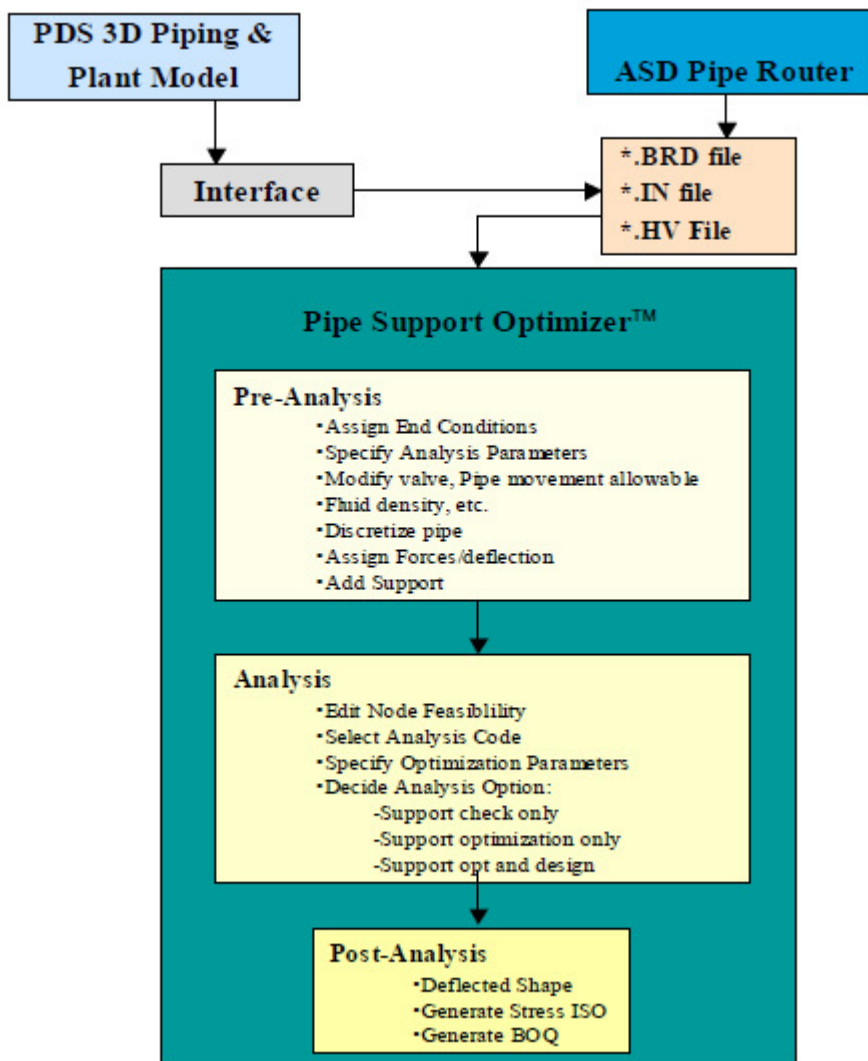 PDS 3D Piping &
Plant Model
ASD Pipe Router
Interface
*.BRD file
*.IN file
*.HV File
Pipe Support Optimizer™
Pre-Analysis
•Assign End Conditions
•Specify Analysis Parameters
•Modify valve, Pipe movement allowable
•Fluid density, etc.
•Discretize pipe
•Assign Forces/deflection
•Add Support
Analysis
•Edit Node Feasiblility
•Select Analysis Code
•Specify Optimization Parameters
•Decide Analysis Option:
-Support check only
-Support optimization only
-Support opt and design
Post-Analysis
•Deflected Shape
•Generate Stress ISO
•Generate BOQ